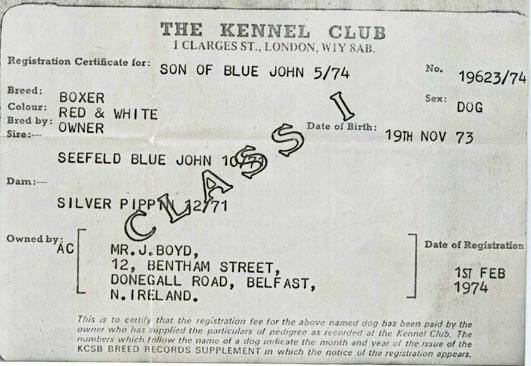 THE KENNEL CLUB
1 CLARGES ST., LONDON, W1Y 8AB.
Registration Certificate for: SON OF BLUE JOHN 5/74 No. 19623/74
Breed: BOXER Sex: DOG
Colour: RED & WHITE
Bred by: OWNER Date of Birth: 19TH NOV 73
Sire:—
SEEFELD BLUE JOHN 10/71
Dam:—
SILVER PIPPIN 12/71
CLASS I
Owned by: AC MR.J.BOYD, Date of Registration
12, BENTHAM STREET, 1ST FEB
DONEGALL ROAD, BELFAST, 1974
N.IRELAND.
This is to certify that the registration fee for the above named dog has been paid by the
owner who has supplied the particulars of pedigree as recorded at the Kennel Club. The
numbers which follow the name of a dog indicate the month and year of the issue of the
KCSB BREED RECORDS SUPPLEMENT in which the notice of the registration appears.